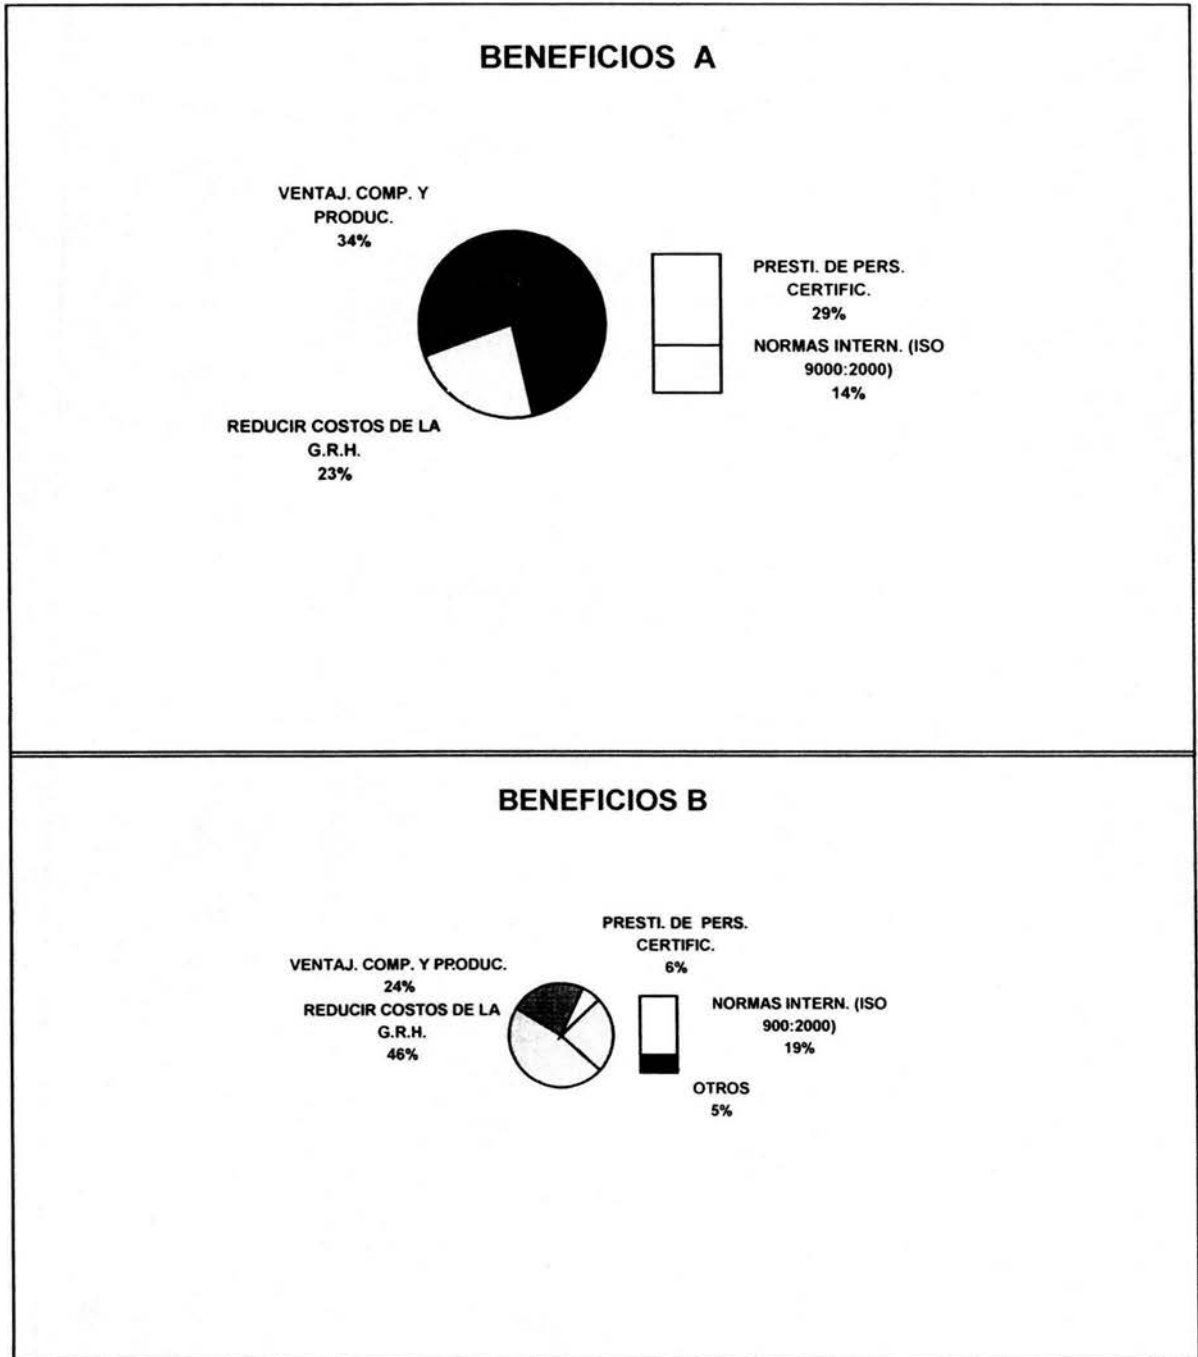 BENEFICIOS A
VENTAJ. COMP. Y
PRODUC.
34%
PRESTI. DE PERS.
CERTIFIC.
29%
NORMAS INTERN. (ISO
9000:2000)
14%
REDUCIR COSTOS DE LA
G.R.H.
23%
BENEFICIOS B
PRESTI. DE PERS.
CERTIFIC.
6%
VENTAJ. COMP. Y PRODUC.
24%
REDUCIR COSTOS DE LA
G.R.H.
46%
NORMAS INTERN. (ISO
900:2000)
19%
OTROS
5%